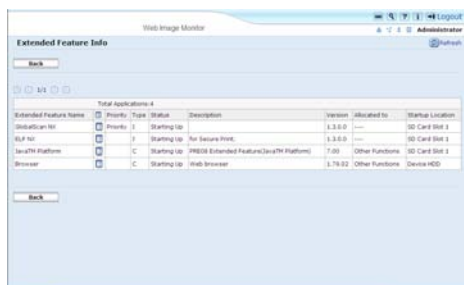 Logout
Web Image Monitor
Administrator
Extended Feature Info
Refresh
Back
1/1
Total Applications:4
Extended Feature Name Priority Type Status Description Version Allocated to Startup Location
GlobalScan NX Priority J Starting Up 1.3.0.0 ---- SD Card Slot 1
ELP NX J Starting Up for Secure Print. 1.3.0.0 ---- SD Card Slot 1
JavaTM Platform C Starting Up Extended Feature(JavaTM Platform) 7.00 Other Functions SD Card Slot 1
Browser C Starting Up Web browser Other Functions Device HDD
Back